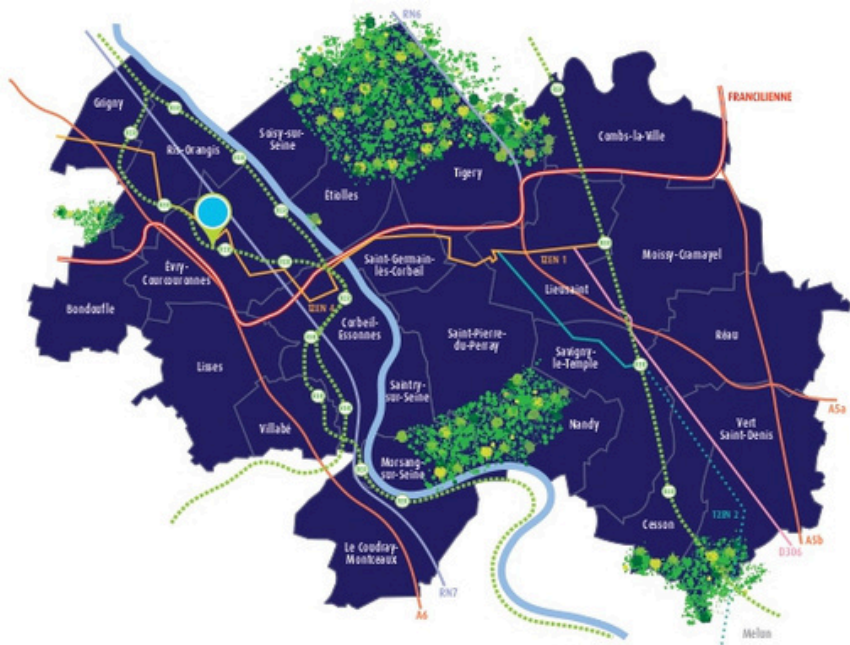 RN6
FRANCILIENNE
Grigny
Ris-Orangis
Soisy-sur-
Seine
Combs-la-Ville
Étiolles
Tigery
Évry-
Courcouronnes
Saint-Germain-
lès-Corbeil
TZEN 1
Moissy-Cramayel
Lieusaint
Bondoufle
TZEN 4
Corbeil-
Essonnes
Saint-Pierre-
du-Perray
Réau
Lisses
Savigny-
le-Temple
Saintry-
sur-Seine
A5a
Villabé
Nandy
Vert
Saint-Denis
Morsang-
sur-Seine
TZEN 2
Cesson
A5b
D306
Le Coudray-
Montceaux
RN7
A6
Melun